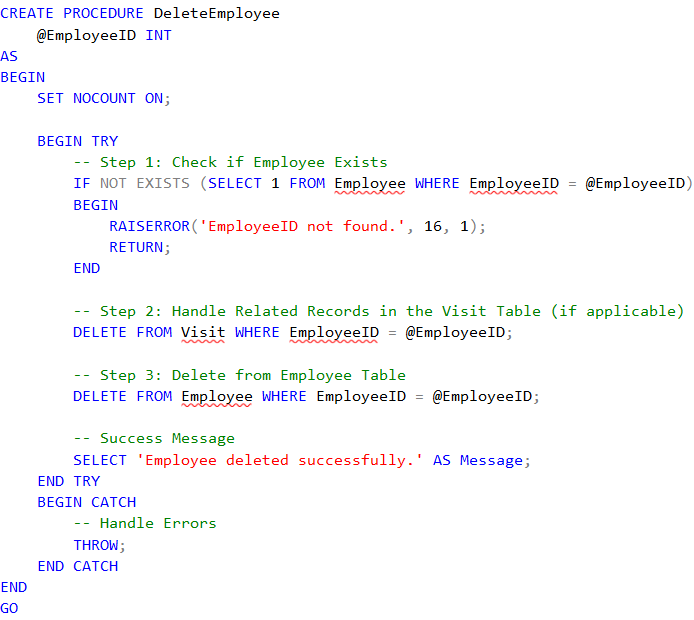 CREATE PROCEDURE DeleteEmployee
    @EmployeeID INT
AS
BEGIN
    SET NOCOUNT ON;

    BEGIN TRY
        -- Step 1: Check if Employee Exists
        IF NOT EXISTS (SELECT 1 FROM Employee WHERE EmployeeID = @EmployeeID)
        BEGIN
            RAISERROR('EmployeeID not found.', 16, 1);
            RETURN;
        END

        -- Step 2: Handle Related Records in the Visit Table (if applicable)
        DELETE FROM Visit WHERE EmployeeID = @EmployeeID;

        -- Step 3: Delete from Employee Table
        DELETE FROM Employee WHERE EmployeeID = @EmployeeID;

        -- Success Message
        SELECT 'Employee deleted successfully.' AS Message;
    END TRY
    BEGIN CATCH
        -- Handle Errors
        THROW;
    END CATCH
END
GO